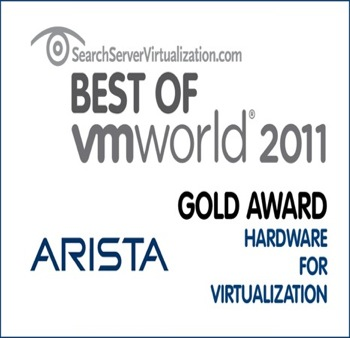 SearchServerVirtualization.com
BEST OF
vmworld® 2011
GOLD AWARD
ARISTA
HARDWARE
FOR
VIRTUALIZATION